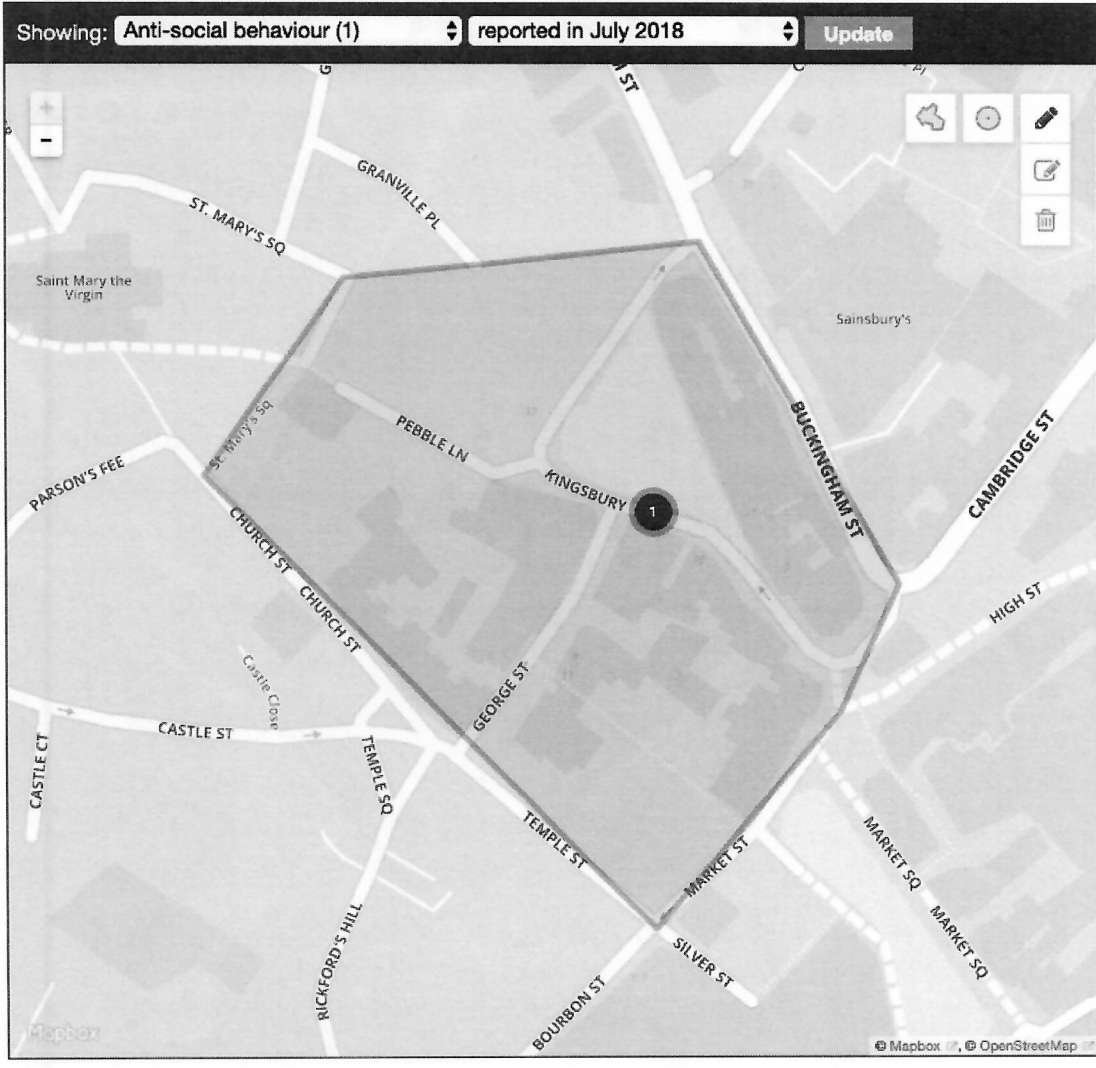 Showing: Anti-social behaviour (1) reported in July 2018 Update
+
-
GRANVILLE PL
ST. MARY'S SQ
Saint Mary the
Virgin
Sainsbury's
St. Mary's Sq
PEBBLE LN
KINGSBURY
1
BUCKINGHAM ST
CAMBRIDGE ST
PARSON'S FEE
CHURCH ST
CHURCH ST
HIGH ST
Castle Close
GEORGE ST
CASTLE ST
CASTLE CT
TEMPLE SQ
TEMPLE ST
MARKET ST
MARKET SQ
MARKET SQ
RICKFORD'S HILL
SILVER ST
BOURBON ST
Mapbox
© Mapbox, © OpenStreetMap